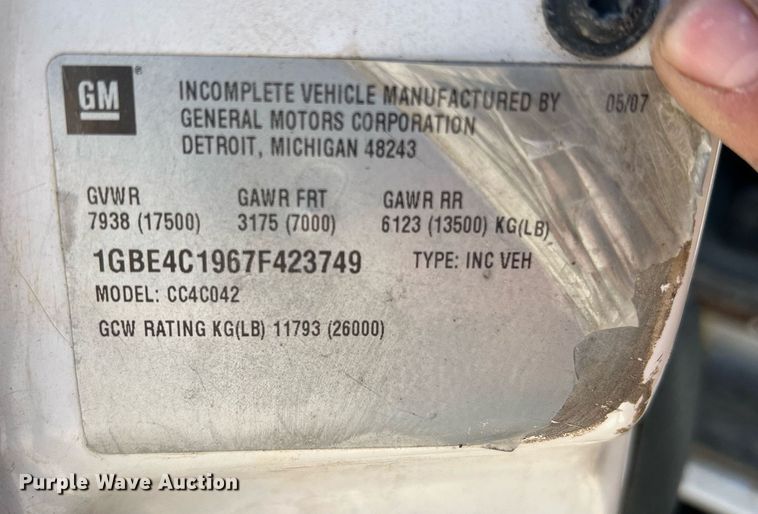 GM
INCOMPLETE VEHICLE MANUFACTURED BY 05/07
GENERAL MOTORS CORPORATION
DETROIT, MICHIGAN 48243
GVWR GAWR FRT GAWR RR
7938 (17500) 3175 (7000) 6123 (13500) KG(LB)
1GBE4C1967F423749 TYPE: INC VEH
MODEL: CC4C042
GCW RATING KG(LB) 11793 (26000)
Purple Wave Auction